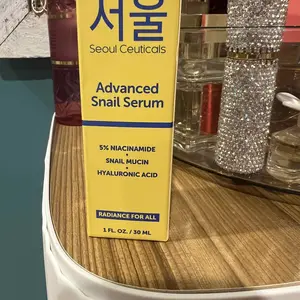 서울
Seoul Ceuticals
Advanced
Snail Serum
5% NIACINAMIDE
•
SNAIL MUCIN
•
HYALURONIC ACID
RADIANCE FOR ALL
1 FL. OZ. / 30 ML